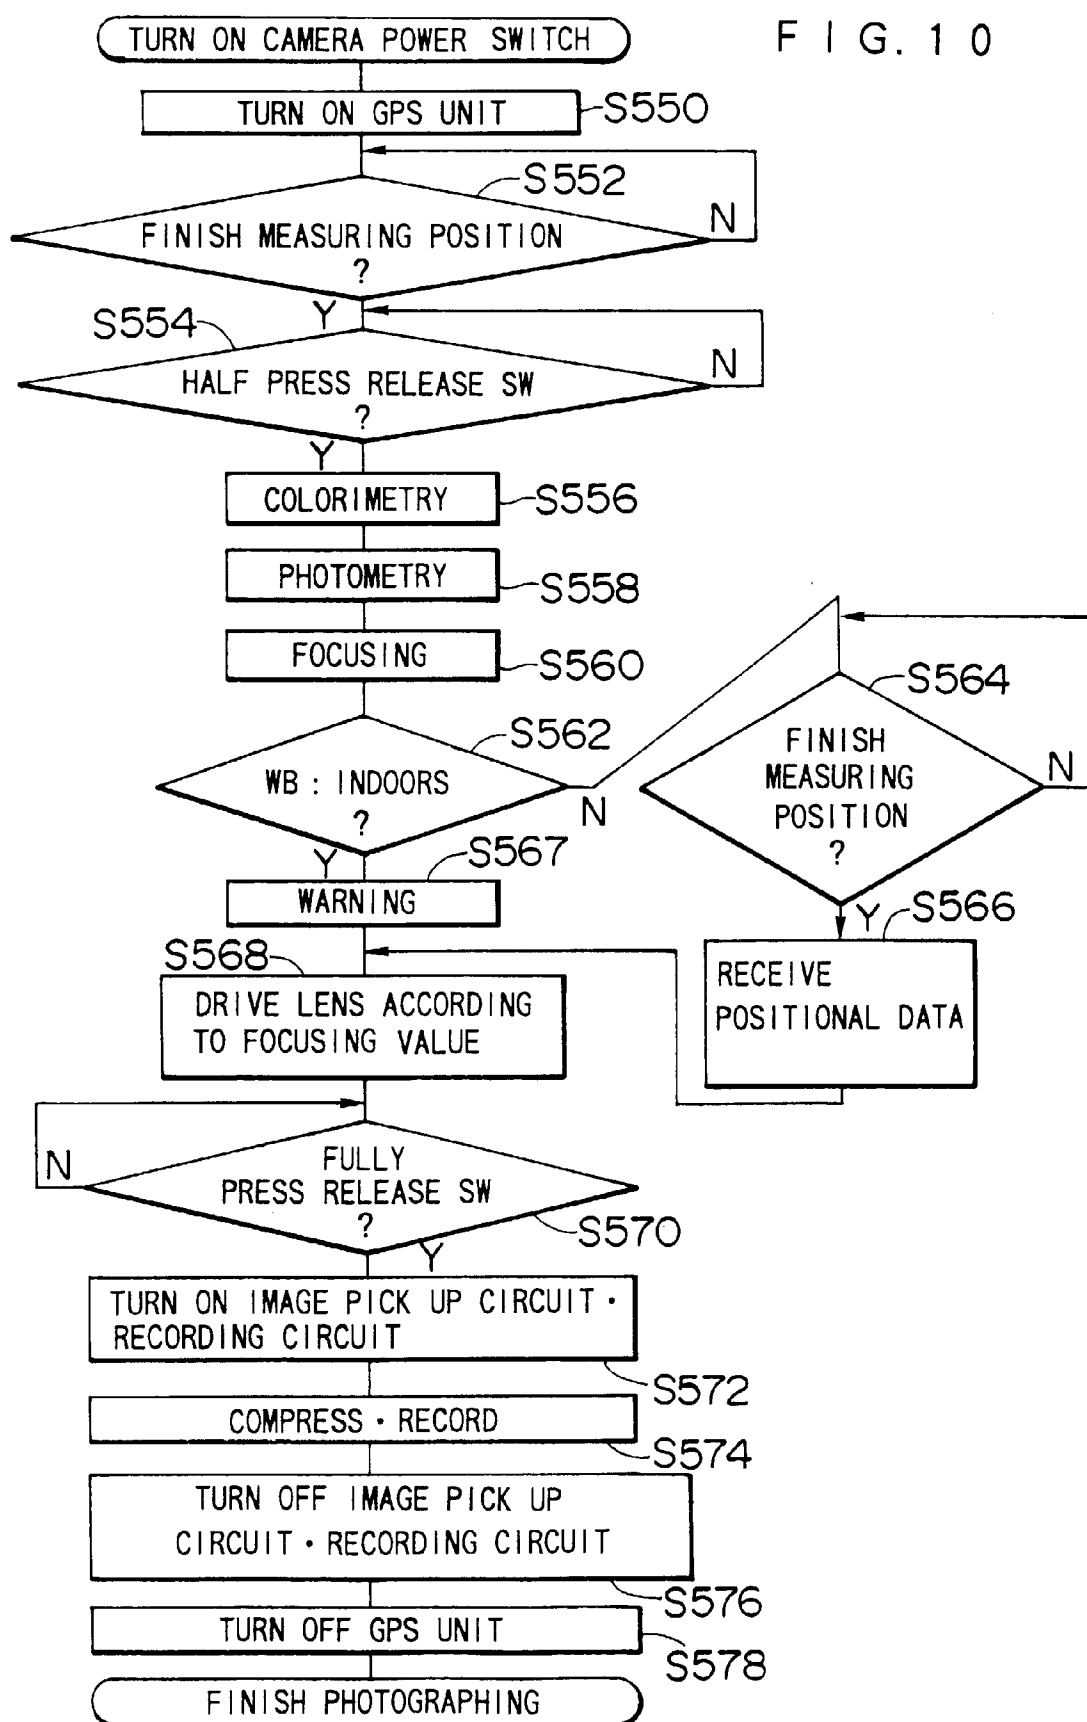 FIG. 10
TURN ON CAMERA POWER SWITCH
TURN ON GPS UNIT
S550
S552
FINISH MEASURING POSITION
?
N
Y
S554
HALF PRESS RELEASE SW
?
N
Y
COLORIMETRY
S556
PHOTOMETRY
S558
FOCUSING
S560
S562
WB : INDOORS
?
N
Y
S564
FINISH
MEASURING
POSITION
?
N
Y
S566
RECEIVE
POSITIONAL DATA
S567
WARNING
S568
DRIVE LENS ACCORDING
TO FOCUSING VALUE
N
FULLY
PRESS RELEASE SW
?
S570
Y
TURN ON IMAGE PICK UP CIRCUIT・
RECORDING CIRCUIT
S572
COMPRESS・RECORD
S574
TURN OFF IMAGE PICK UP
CIRCUIT・RECORDING CIRCUIT
S576
TURN OFF GPS UNIT
S578
FINISH PHOTOGRAPHING